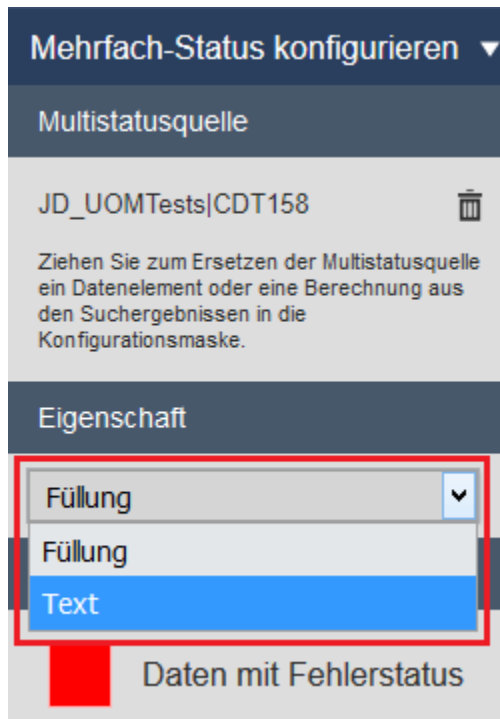 Mehrfach-Status konfigurieren
Multistatusquelle
JD_UOMTests|CDT158
Ziehen Sie zum Ersetzen der Multistatusquelle
ein Datenelement oder eine Berechnung aus
den Suchergebnissen in die
Konfigurationsmaske.
Eigenschaft
Füllung
Füllung
Text
Daten mit Fehlerstatus